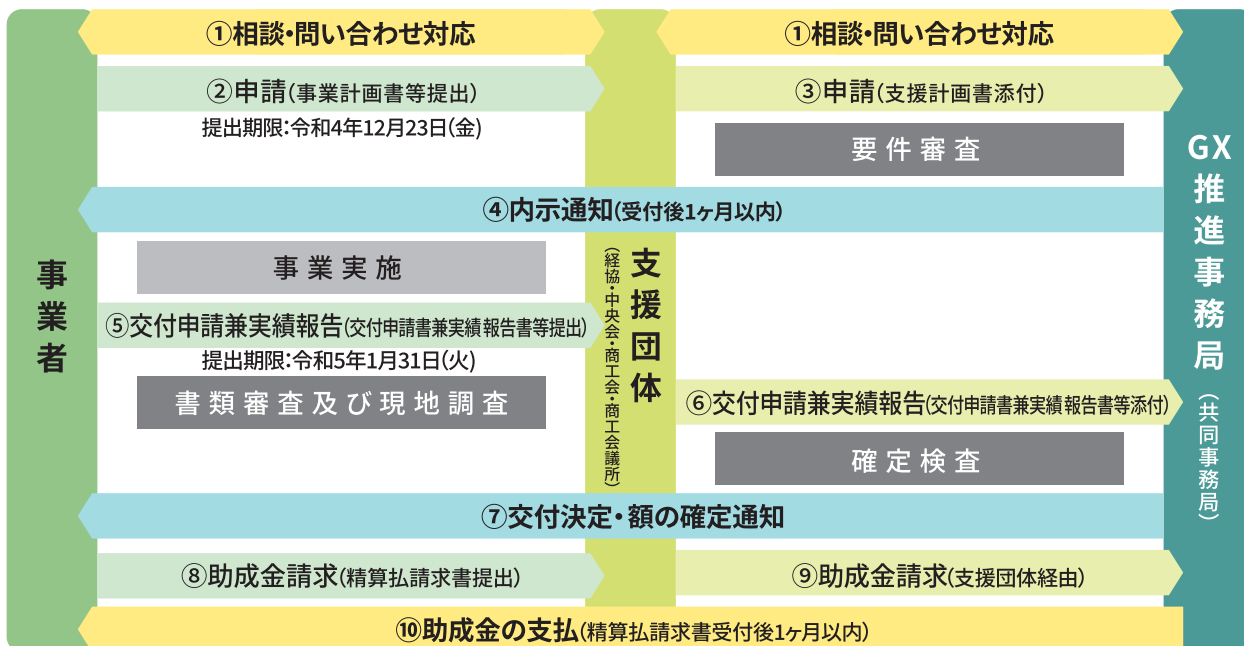 ①相談・問い合わせ対応
①相談・問い合わせ対応
②申請(事業計画書等提出)
提出期限:令和4年12月23日(金)
③申請(支援計画書添付)
要件審査
④内示通知(受付後1ヶ月以内)
事業者
事業実施
⑤交付申請兼実績報告(交付申請書兼実績報告書等提出)
提出期限:令和5年1月31日(火)
書類審査及び現地調査
支援団体
(経協・中央会・商工会・商工会議所)
⑥交付申請兼実績報告(交付申請書兼実績報告書等添付)
確定検査
GX推進事務局
(共同事務局)
⑦交付決定・額の確定通知
⑧助成金請求(精算払請求書提出)
⑨助成金請求(支援団体経由)
⑩助成金の支払(精算払請求書受付後1ヶ月以内)